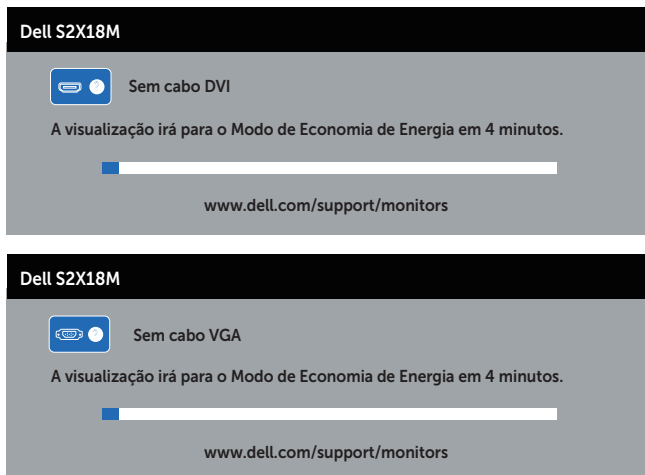 Dell S2X18M
Sem cabo DVI
A visualização irá para o Modo de Economia de Energia em 4 minutos.
www.dell.com/support/monitors
Dell S2X18M
Sem cabo VGA
A visualização irá para o Modo de Economia de Energia em 4 minutos.
www.dell.com/support/monitors